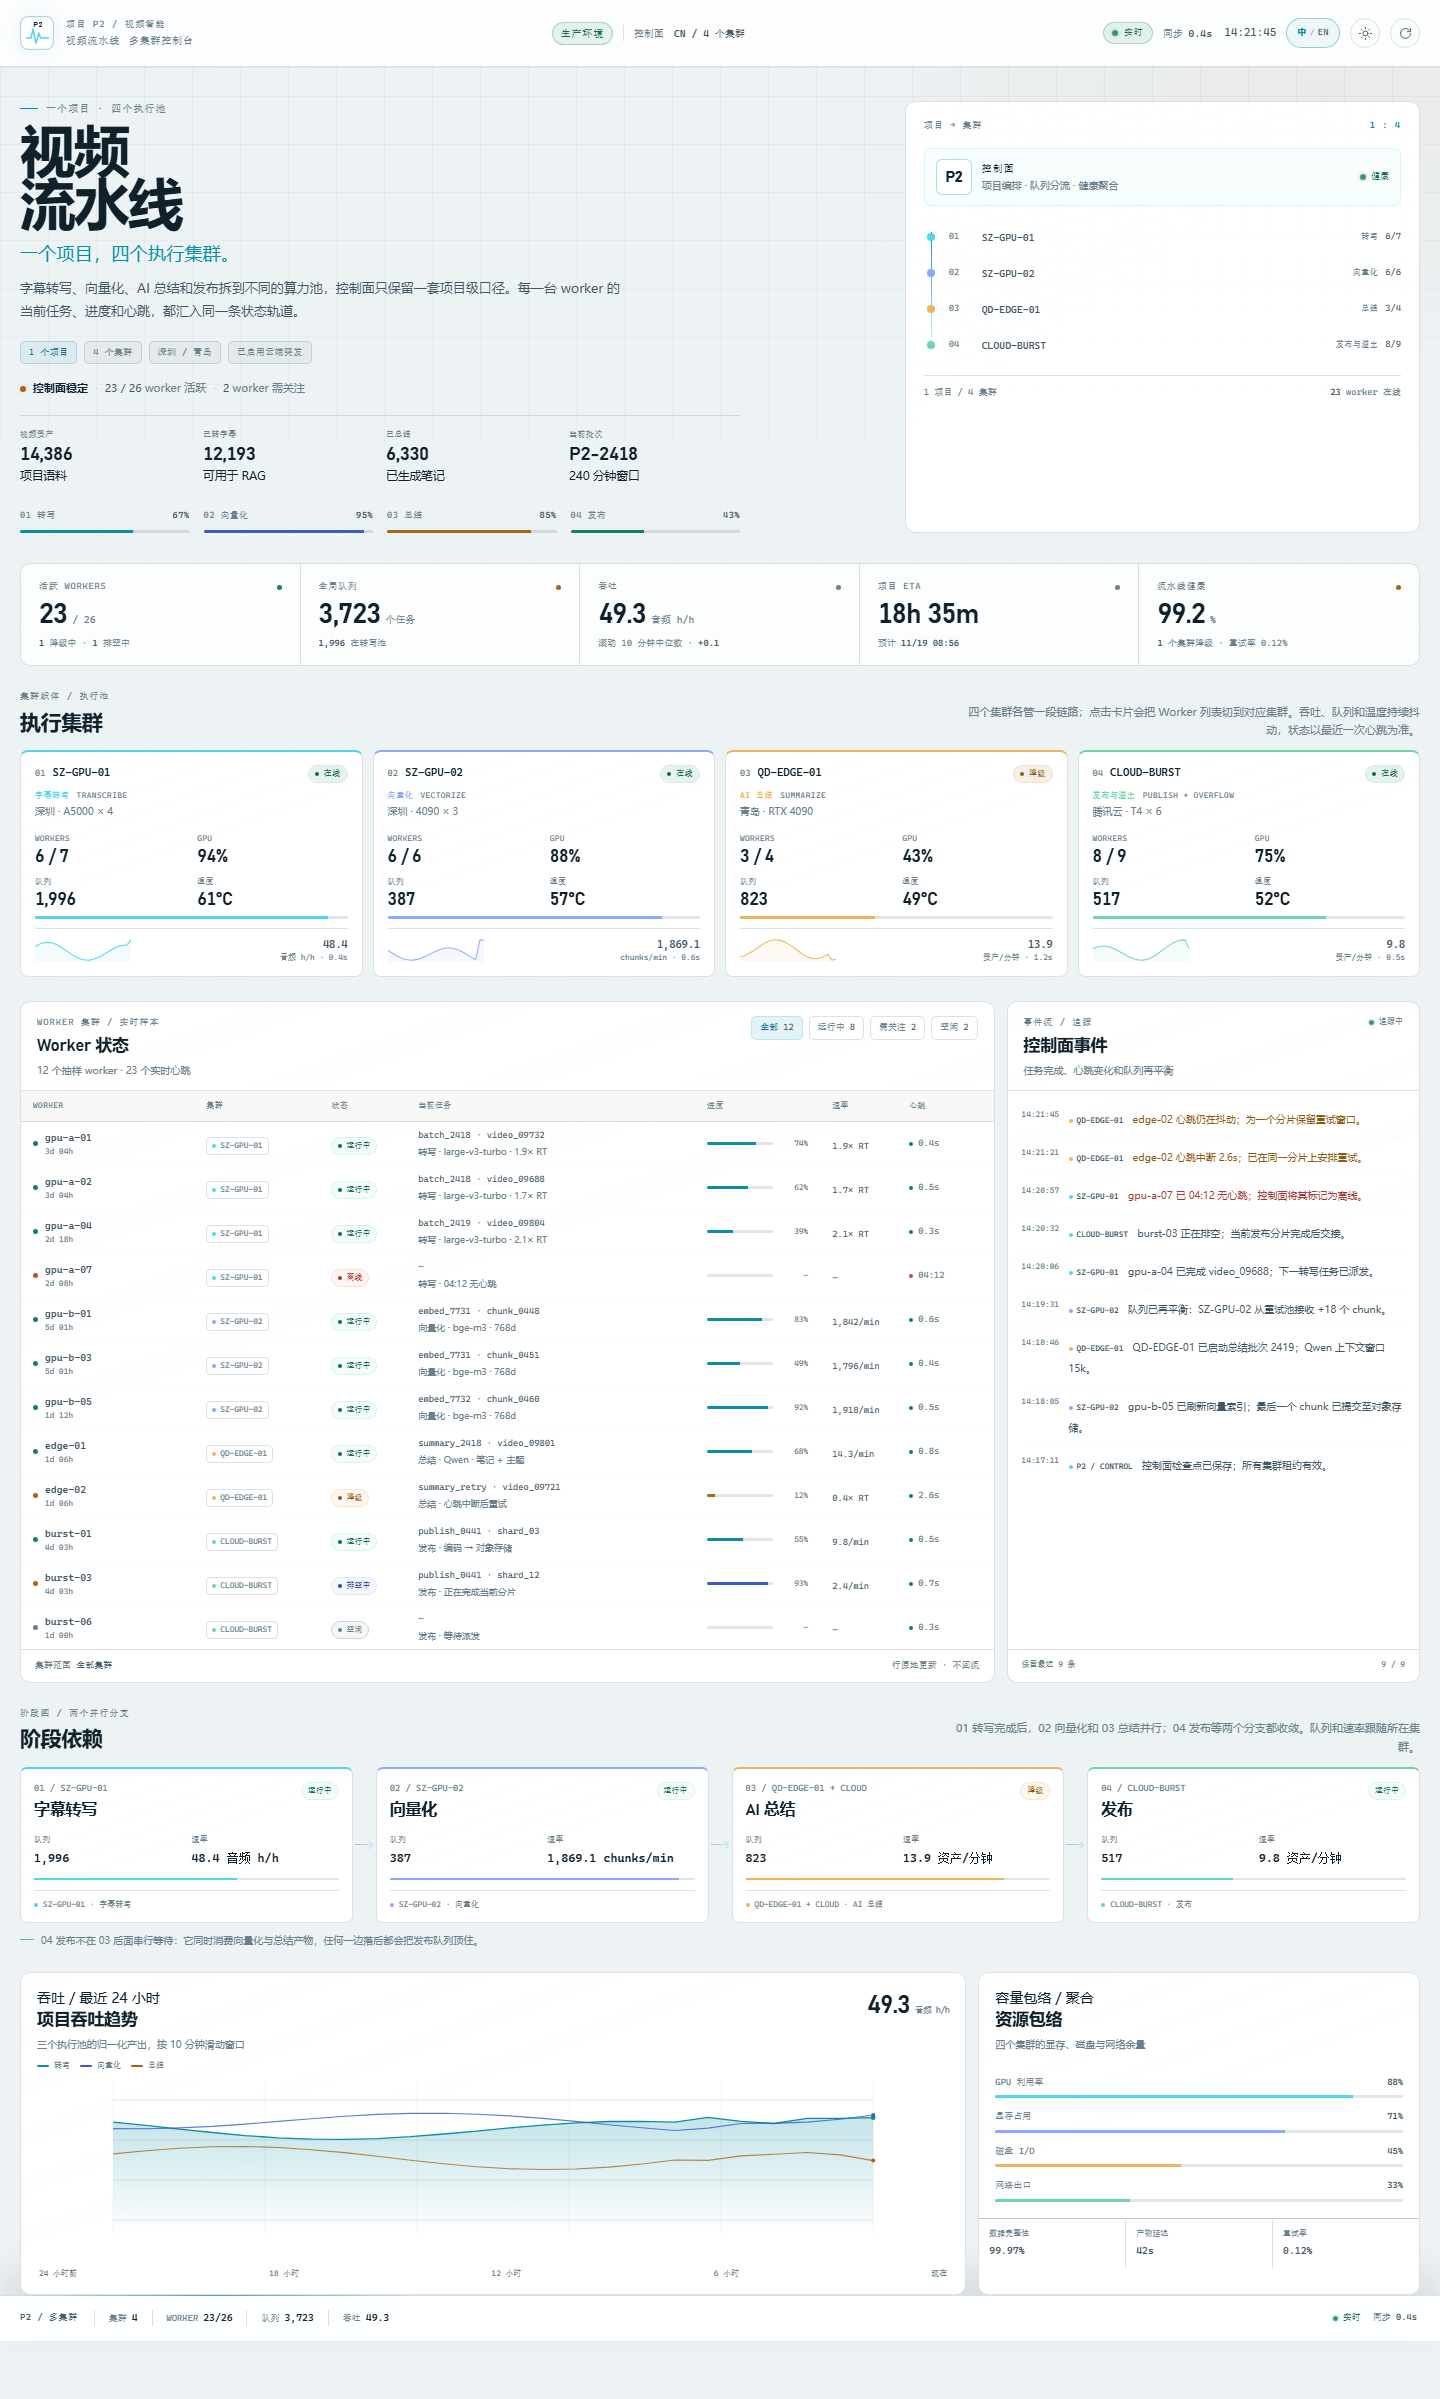 P2
项目 P2 / 视频智能
视频流水线 多集群控制台
生产环境
控制面 CN / 4 个集群
实时
同步 0.4s
14:21:45
中 / EN
一个项目 · 四个执行池
视频
流水线
一个项目，四个执行集群。
字幕转写、向量化、AI 总结和发布拆到不同的算力池，控制面只保留一套项目级口径。每一台 worker 的
当前任务、进度和心跳，都汇入同一条状态轨道。
1 个项目
4 个集群
深圳 / 青岛
已启用云端突发
控制面稳定 · 23 / 26 worker 活跃 · 2 worker 需关注
视频资产
14,386
项目语料
已转字幕
12,193
可用于 RAG
已总结
6,330
已生成笔记
当前批次
P2-2418
240 分钟窗口
01 转写 67%
02 向量化 95%
03 总结 85%
04 发布 43%
项目 → 集群
1 : 4
P2
控制面
项目编排 · 队列分流 · 健康聚合
健康
01 SZ-GPU-01 转写 6/7
02 SZ-GPU-02 向量化 6/6
03 QD-EDGE-01 总结 3/4
04 CLOUD-BURST 发布与溢出 8/9
1 项目 / 4 集群
23 worker 在线
活跃 WORKERS
23 / 26
1 降级中 · 1 排空中
全局队列
3,723 个任务
1,996 在转写池
吞吐
49.3 音频 h/h
滚动 10 分钟中位数 · +0.1
项目 ETA
18h 35m
预计 11/19 08:56
流水线健康
99.2 %
1 个集群降级 · 重试率 0.12%
集群织体 / 执行池
执行集群
四个集群各管一段链路；点击卡片会把 Worker 列表切到对应集群。吞吐、队列和温度持续抖
动，状态以最近一次心跳为准。
01 SZ-GPU-01
在线
字幕转写 TRANSCRIBE
深圳 · A5000 × 4
WORKERS
6 / 7
GPU
94%
队列
1,996
温度
61°C
48.4
音频 h/h · 0.4s
02 SZ-GPU-02
在线
向量化 VECTORIZE
深圳 · 4090 × 3
WORKERS
6 / 6
GPU
88%
队列
387
温度
57°C
1,869.1
chunks/min · 0.6s
03 QD-EDGE-01
降级
AI 总结 SUMMARIZE
青岛 · RTX 4090
WORKERS
3 / 4
GPU
43%
队列
823
温度
49°C
13.9
资产/分钟 · 1.2s
04 CLOUD-BURST
在线
发布与溢出 PUBLISH + OVERFLOW
腾讯云 · T4 × 6
WORKERS
8 / 9
GPU
75%
队列
517
温度
52°C
9.8
资产/分钟 · 0.5s
WORKER 集群 / 实时样本
Worker 状态
12 个抽样 worker · 23 个实时心跳
全部 12
运行中 8
需关注 2
空闲 2
WORKER 集群 状态 当前任务 进度 速率 心跳
gpu-a-01
3d 04h
SZ-GPU-01
运行中
batch_2418 · video_09732
转写 · large-v3-turbo · 1.9× RT
74%
1.9× RT
0.4s
gpu-a-02
3d 04h
SZ-GPU-01
运行中
batch_2418 · video_09688
转写 · large-v3-turbo · 1.7× RT
62%
1.7× RT
0.5s
gpu-a-04
2d 18h
SZ-GPU-01
运行中
batch_2419 · video_09804
转写 · large-v3-turbo · 2.1× RT
39%
2.1× RT
0.3s
gpu-a-07
2d 08h
SZ-GPU-01
离线
—
转写 · 04:12 无心跳
—
—
04:12
gpu-b-01
5d 01h
SZ-GPU-02
运行中
embed_7731 · chunk_0448
向量化 · bge-m3 · 768d
83%
1,842/min
0.6s
gpu-b-03
5d 01h
SZ-GPU-02
运行中
embed_7731 · chunk_0451
向量化 · bge-m3 · 768d
49%
1,796/min
0.4s
gpu-b-05
1d 12h
SZ-GPU-02
运行中
embed_7732 · chunk_0460
向量化 · bge-m3 · 768d
92%
1,918/min
0.5s
edge-01
1d 06h
QD-EDGE-01
运行中
summary_2418 · video_09801
总结 · Qwen · 笔记 + 主题
68%
14.3/min
0.8s
edge-02
1d 06h
QD-EDGE-01
降级
summary_retry · video_09721
总结 · 心跳中断后重试
12%
0.4× RT
2.6s
burst-01
4d 03h
CLOUD-BURST
运行中
publish_0441 · shard_03
发布 · 编码 → 对象存储
55%
9.8/min
0.5s
burst-03
4d 03h
CLOUD-BURST
排空中
publish_0441 · shard_12
发布 · 正在完成当前分片
93%
2.4/min
0.7s
burst-06
1d 00h
CLOUD-BURST
空闲
—
发布 · 等待派发
—
—
0.3s
集群范围 全部集群
行原地更新 · 不回流
事件流 / 追踪
控制面事件
任务完成、心跳变化和队列再平衡
追踪中
14:21:45 QD-EDGE-01 edge-02 心跳仍在抖动；为一个分片保留重试窗口。
14:21:21 QD-EDGE-01 edge-02 心跳中断 2.6s；已在同一分片上安排重试。
14:20:57 SZ-GPU-01 gpu-a-07 已 04:12 无心跳；控制面将其标记为离线。
14:20:32 CLOUD-BURST burst-03 正在排空；当前发布分片完成后交接。
14:20:06 SZ-GPU-01 gpu-a-04 已完成 video_09688；下一转写任务已派发。
14:19:31 SZ-GPU-02 队列已再平衡：SZ-GPU-02 从重试池接收 +18 个 chunk。
14:18:46 QD-EDGE-01 QD-EDGE-01 已启动总结批次 2419；Qwen 上下文窗口
15k。
14:18:05 SZ-GPU-02 gpu-b-05 已刷新向量索引；最后一个 chunk 已提交至对象存
储。
14:17:11 P2 / CONTROL 控制面检查点已保存；所有集群租约有效。
保留最近 9 条
9 / 9
阶段图 / 两个并行分支
阶段依赖
01 转写完成后，02 向量化和 03 总结并行；04 发布等两个分支都收敛。队列和速率跟随所在集
群。
01 / SZ-GPU-01
运行中
字幕转写
队列
1,996
速率
48.4 音频 h/h
SZ-GPU-01 · 字幕转写
02 / SZ-GPU-02
运行中
向量化
队列
387
速率
1,869.1 chunks/min
SZ-GPU-02 · 向量化
03 / QD-EDGE-01 + CLOUD
降级
AI 总结
队列
823
速率
13.9 资产/分钟
QD-EDGE-01 + CLOUD · AI 总结
04 / CLOUD-BURST
运行中
发布
队列
517
速率
9.8 资产/分钟
CLOUD-BURST · 发布
04 发布不在 03 后面串行等待：它同时消费向量化与总结产物，任何一边落后都会把发布队列顶住。
吞吐 / 最近 24 小时
项目吞吐趋势
三个执行池的归一化产出，按 10 分钟滑动窗口
49.3 音频 h/h
转写 向量化 总结
24 小时前 18 小时 12 小时 6 小时 现在
容量包络 / 聚合
资源包络
四个集群的显存、磁盘与网络余量
GPU 利用率 88%
显存占用 71%
磁盘 I/O 45%
网络出口 33%
数据完整性
99.97%
产物延迟
42s
重试率
0.12%
P2 / 多集群
集群 4
WORKER 23/26
队列 3,723
吞吐 49.3
实时
同步 0.4s